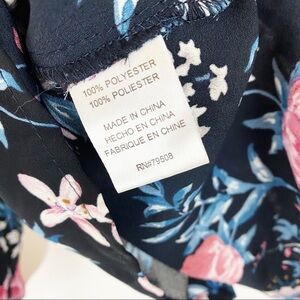 100% POLYESTER
100% POLIESTER
MADE IN CHINA
HECHO EN CHINA
FABRIQUE EN CHINE
RN#79508